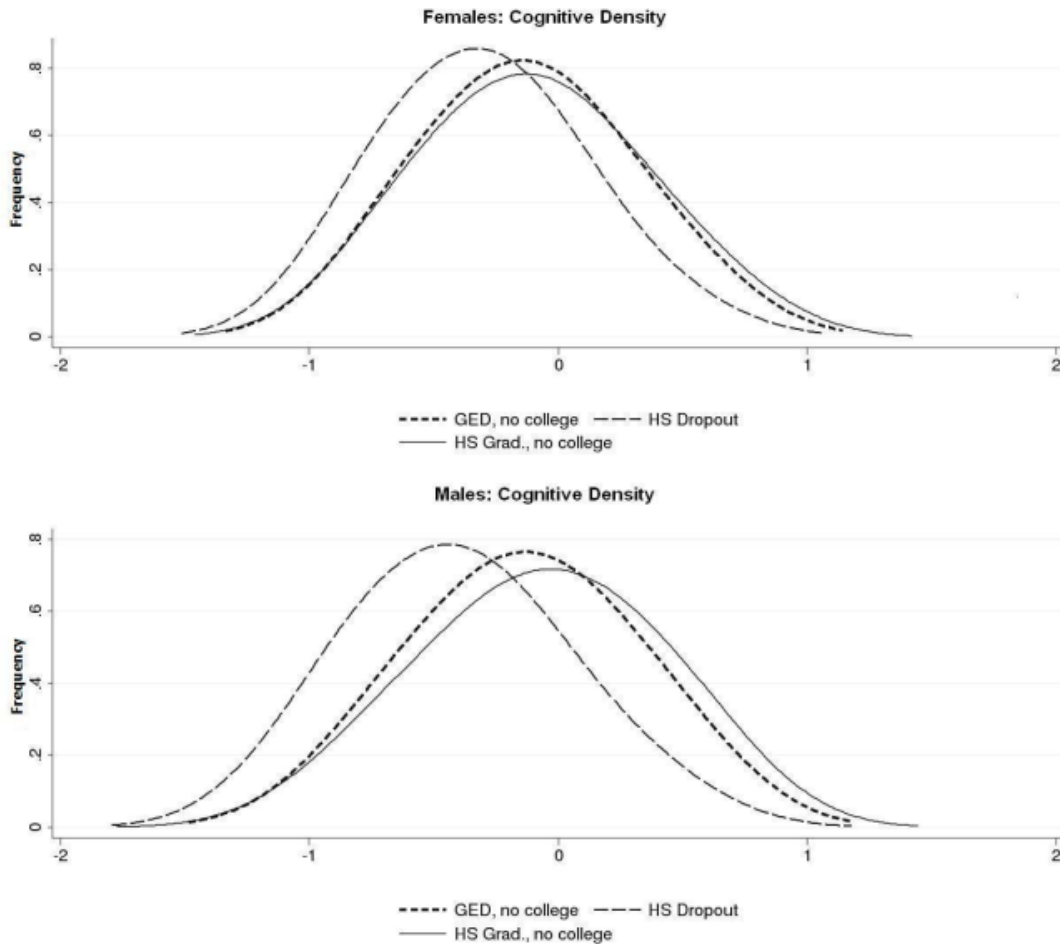 Females: Cognitive Density
Frequency
.8
.6
.4
.2
0
-2 -1 0 1 2
GED, no college HS Dropout
HS Grad., no college
Males: Cognitive Density
Frequency
.8
.6
.4
.2
0
-2 -1 0 1 2
GED, no college HS Dropout
HS Grad., no college